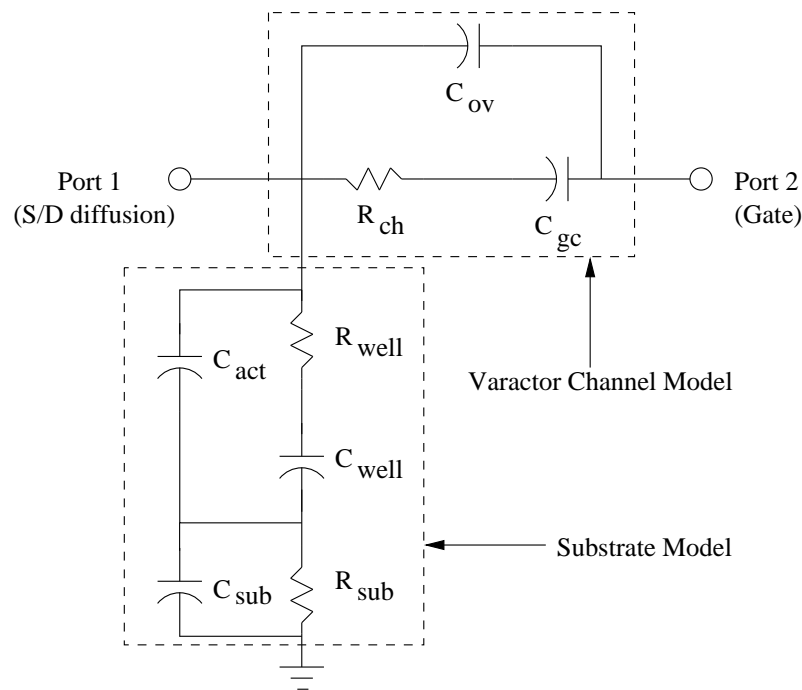 C ov
Port 1
(S/D diffusion)
R ch
C gc
Port 2
(Gate)
C act
R well
Varactor Channel Model
C well
Substrate Model
C sub
R sub